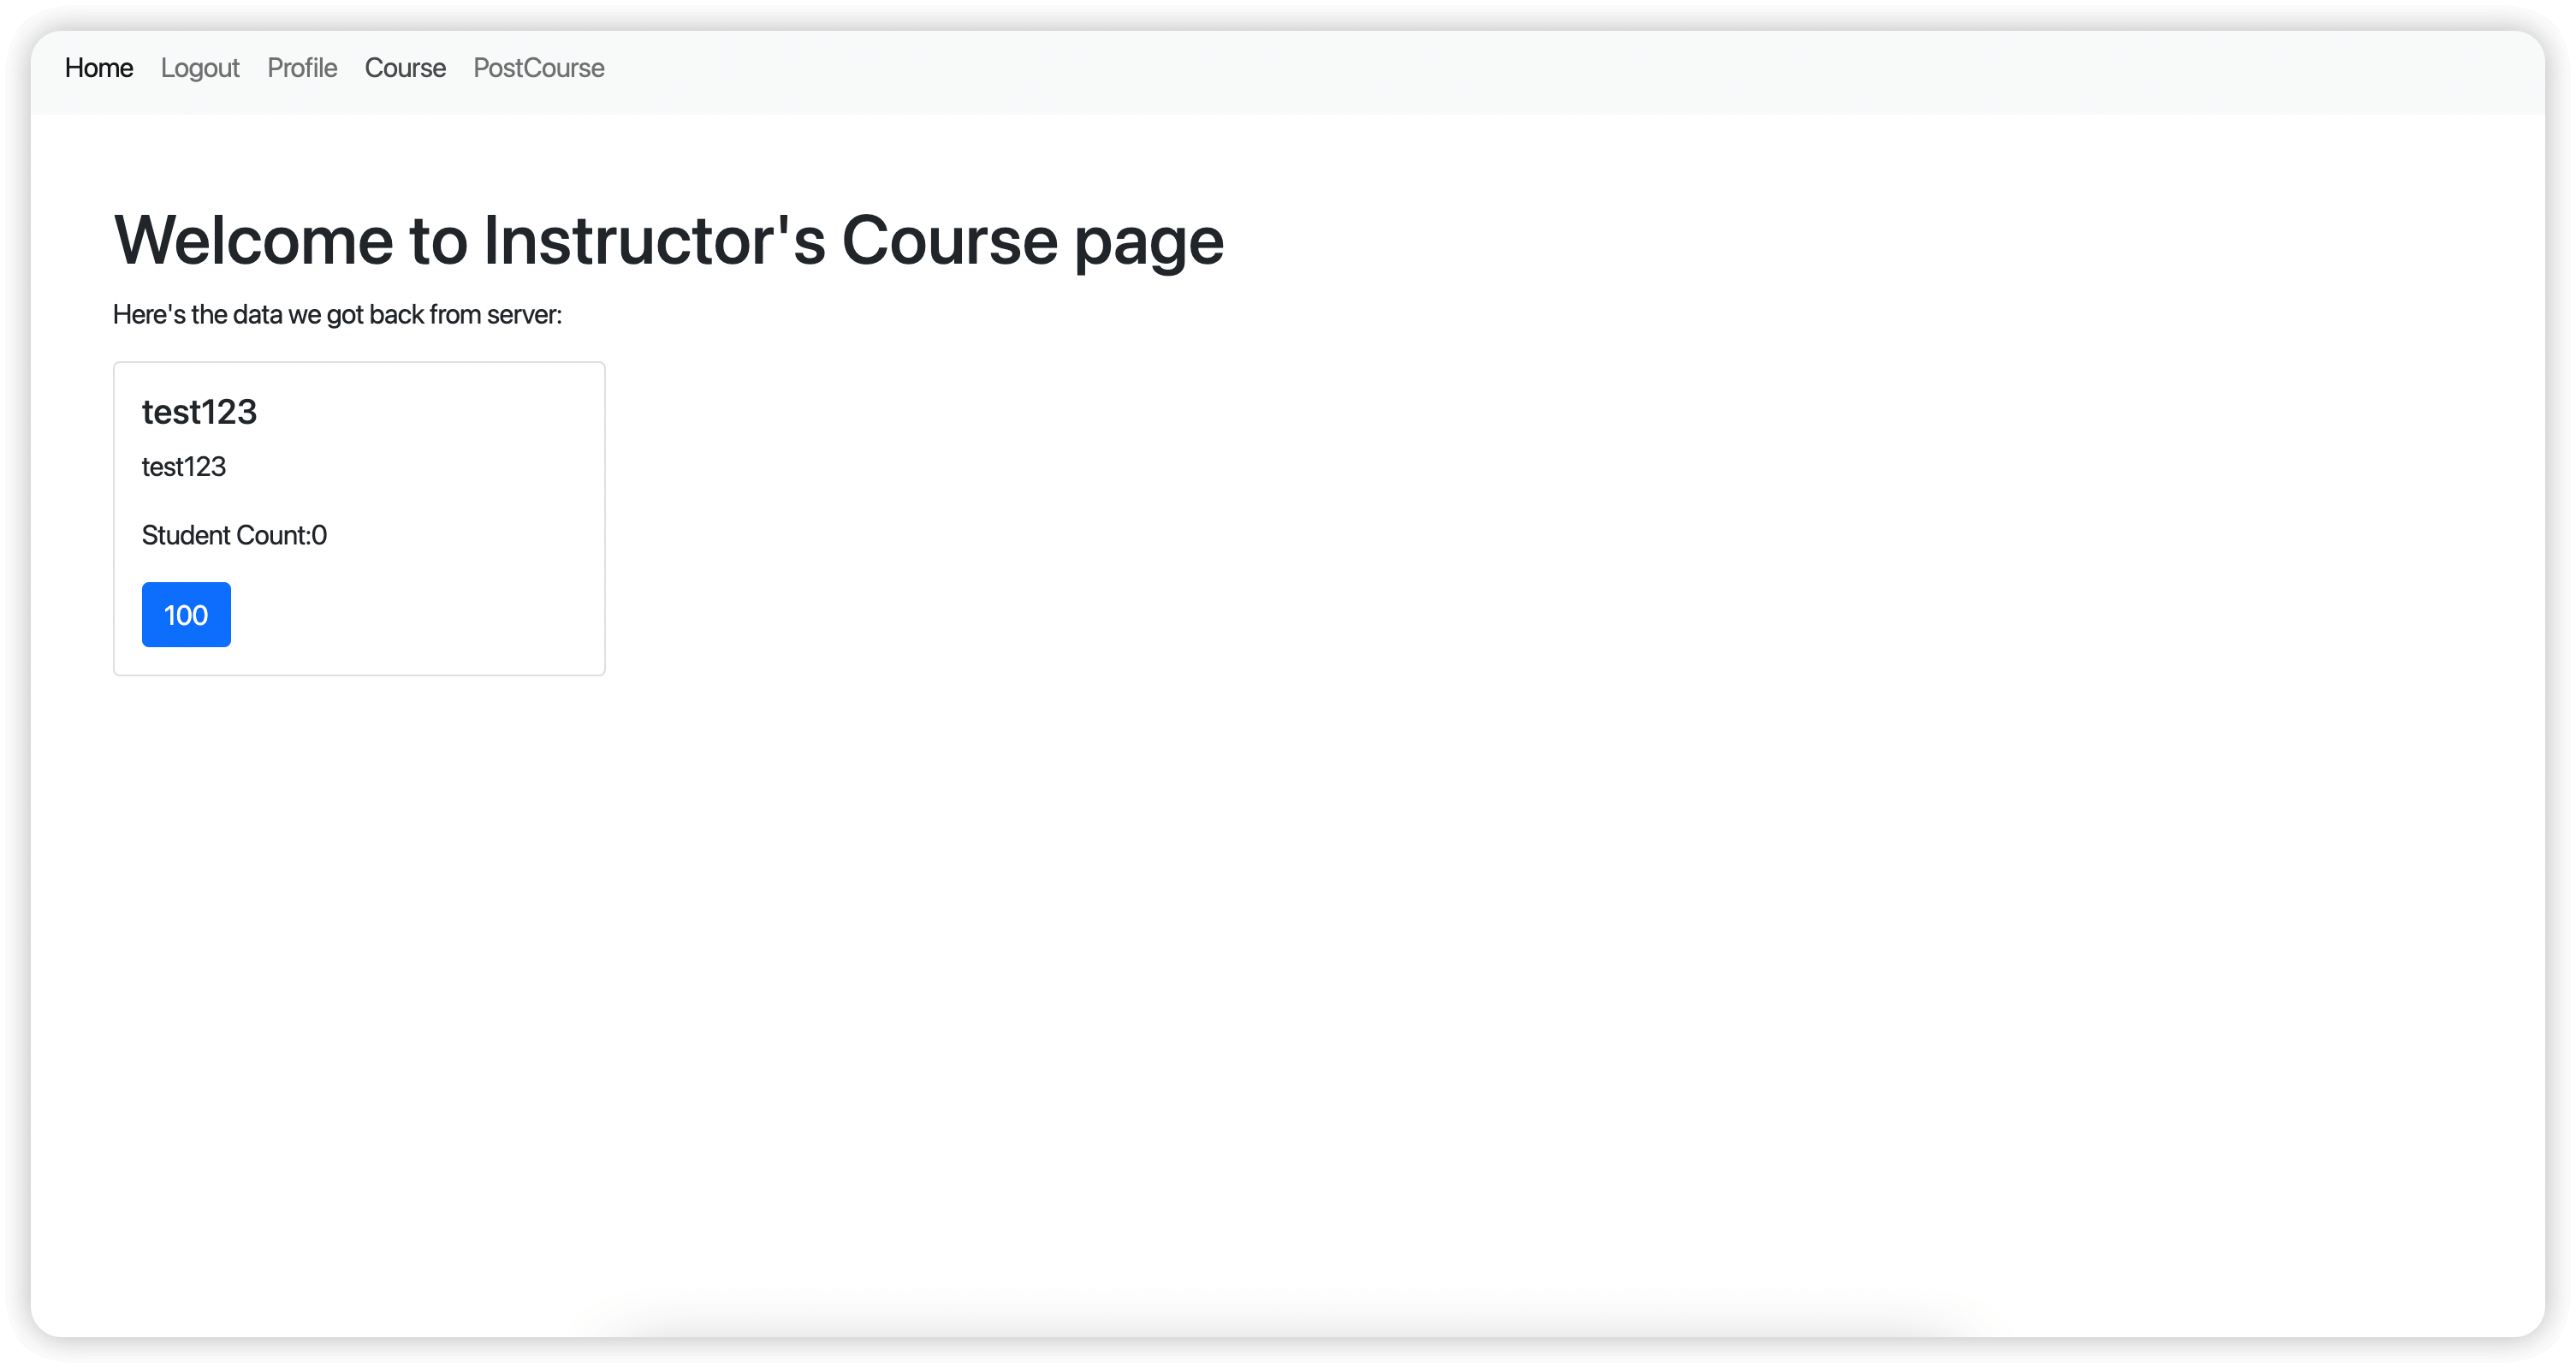 Home Logout Profile Course PostCourse
Welcome to Instructor's Course page
Here's the data we got back from server:
test123
test123
Student Count:0
100